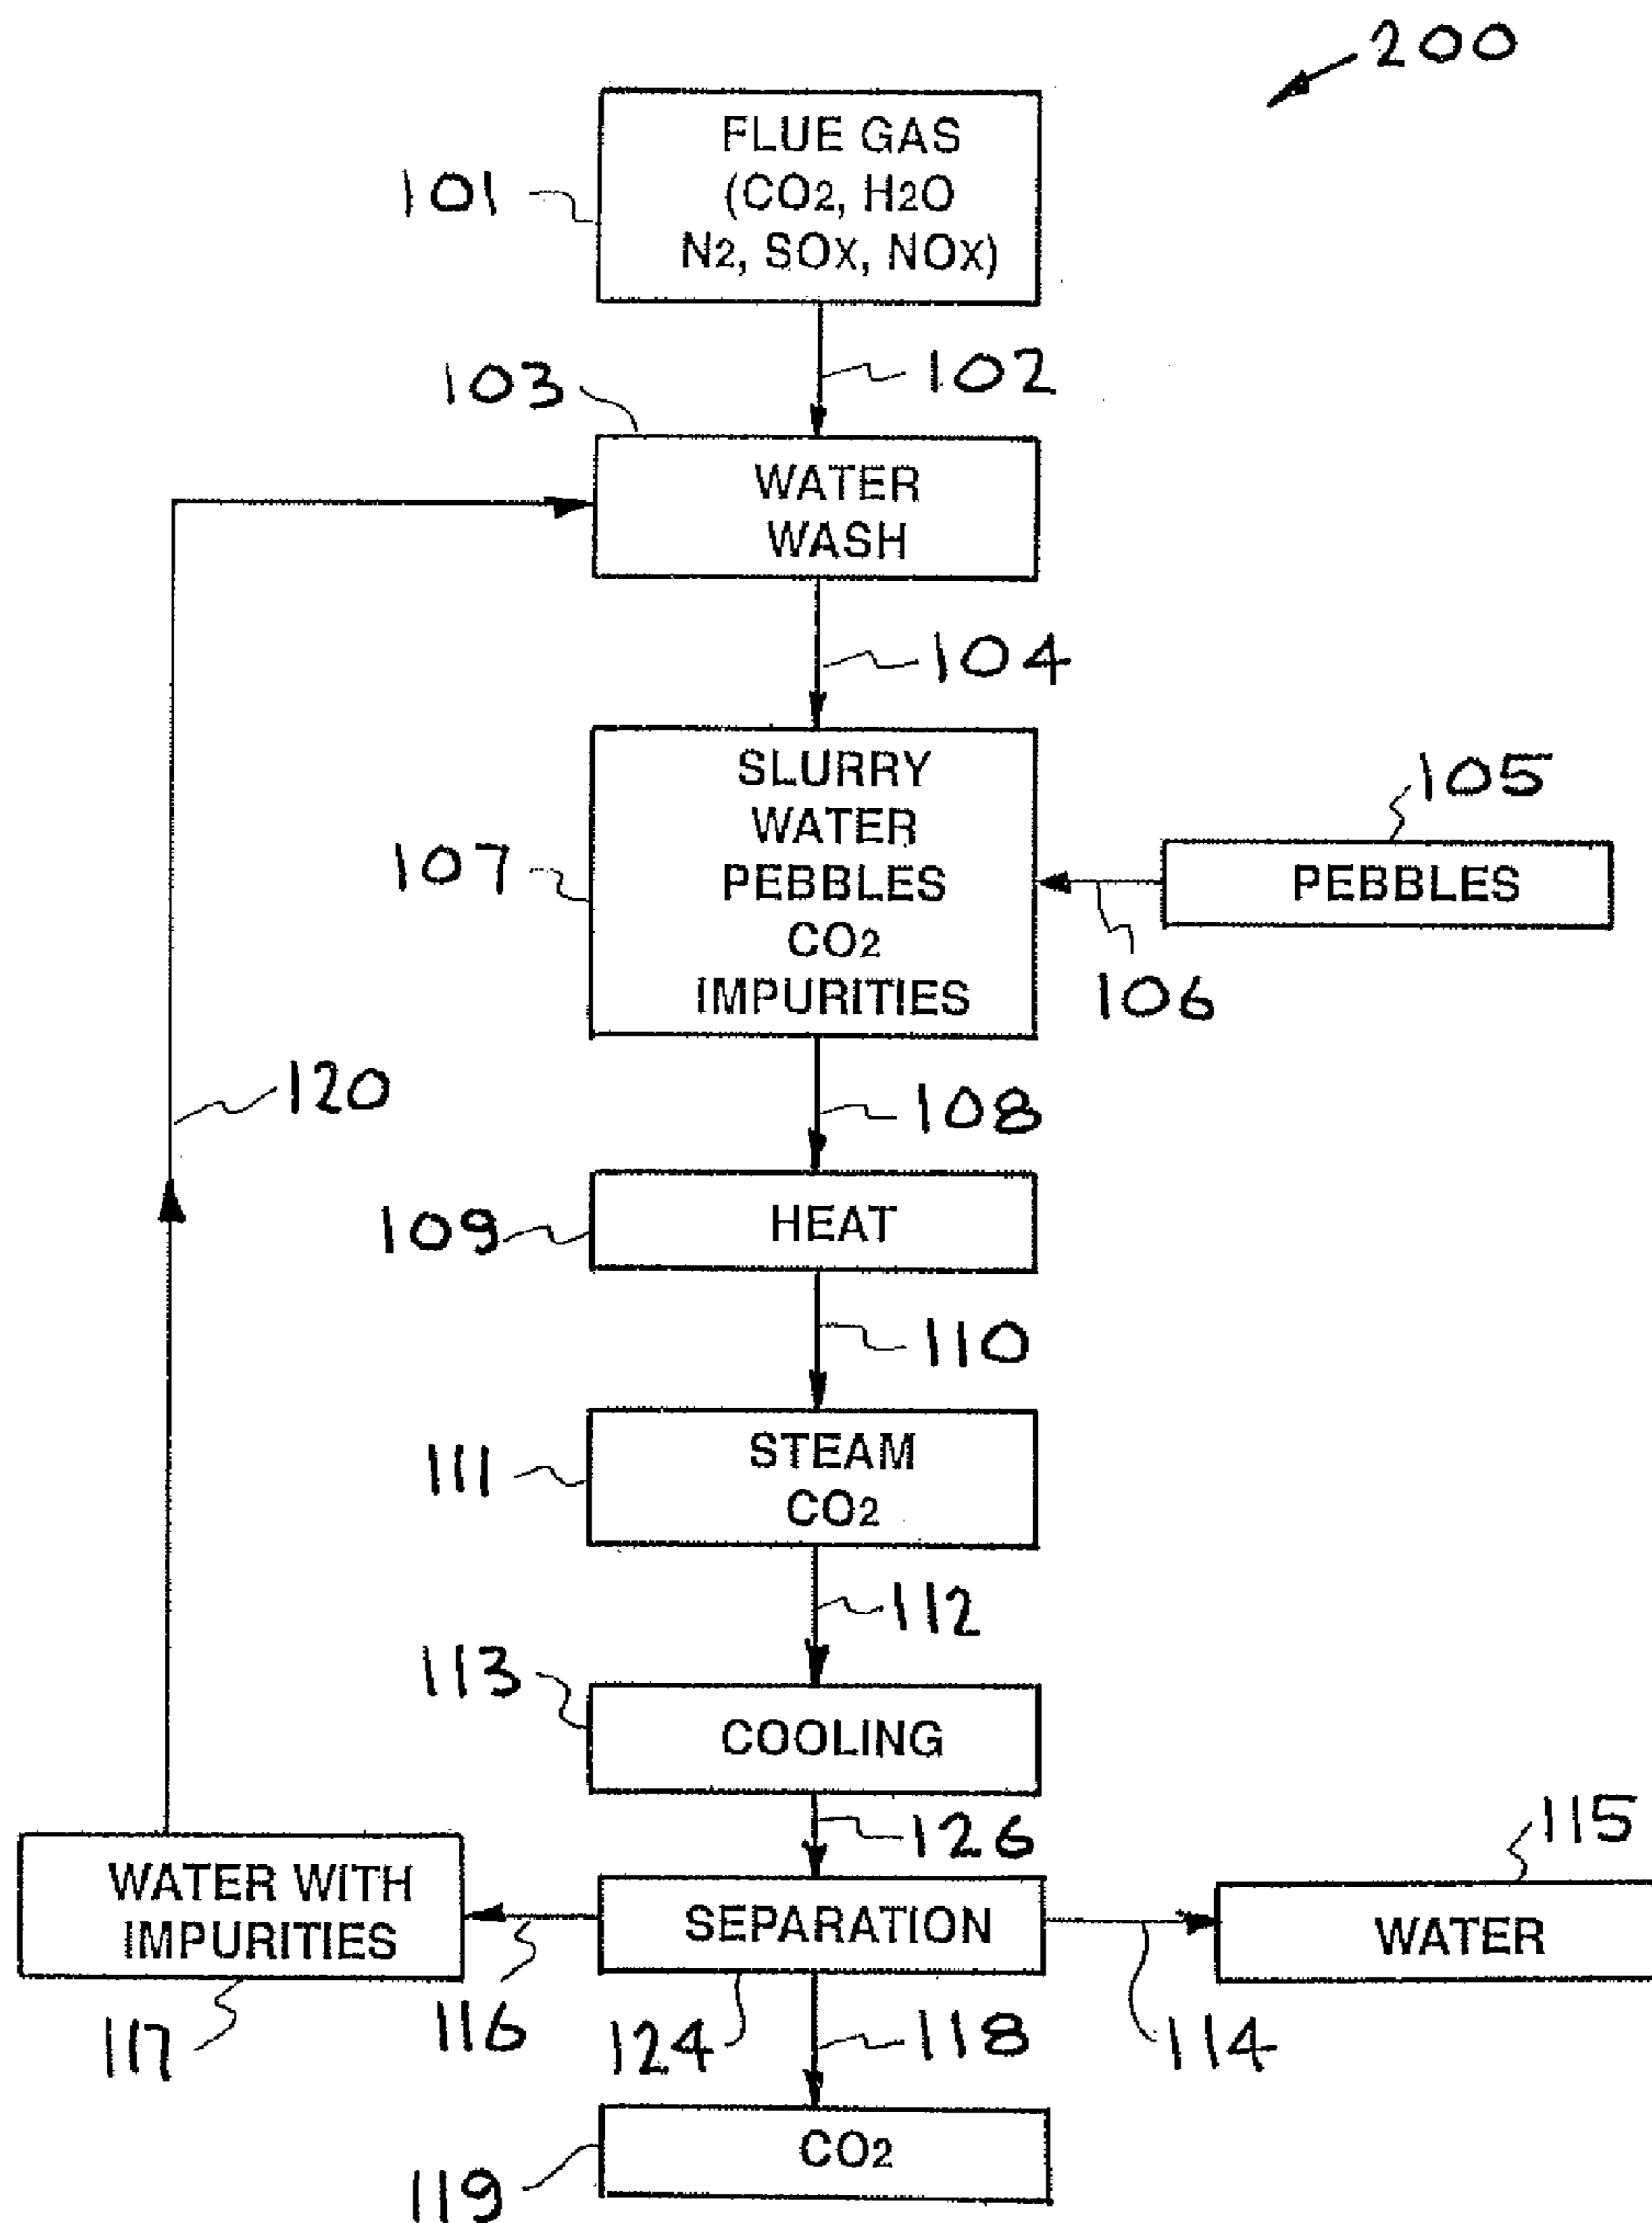 200
FLUE GAS
(CO2, H2O
N2, SOX, NOX)
101
102
103
WATER
WASH
104
SLURRY
WATER
PEBBLES
CO2
IMPURITIES
105
PEBBLES
107
106
120
108
HEAT
109
110
STEAM
CO2
111
112
113
COOLING
126
115
WATER WITH
IMPURITIES
SEPARATION
WATER
117
116
124
118
114
CO2
119